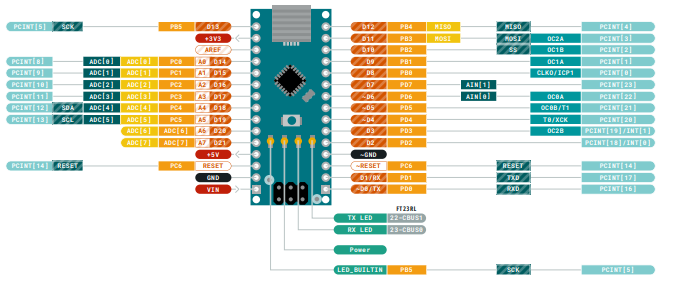 PCINT[5] SCK PB5 D13 D12 PB4 MISO MISO PCINT[4]
+3V3 D11 PB3 MOSI MOSI OC2A PCINT[3]
AREF D10 PB2 SS OC1B PCINT[2]
PCINT[8] ADC[0] ADC[0] PC0 A0 D14 D9 PB1 OC1A PCINT[1]
PCINT[9] ADC[1] ADC[1] PC1 A1 D15 D8 PB0 CLKO/ICP1 PCINT[0]
PCINT[10] ADC[2] ADC[2] PC2 A2 D16 D7 PD7 AIN[1] PCINT[23]
PCINT[11] ADC[3] ADC[3] PC3 A3 D17 ~D6 PD6 AIN[0] OC0A PCINT[22]
PCINT[12] SDA ADC[4] ADC[4] PC4 A4 D18 ~D5 PD5 OC0B/T1 PCINT[21]
PCINT[13] SCL ADC[5] ADC[5] PC5 A5 D19 ~D4 PD4 T0/XCK PCINT[20]
ADC[6] ADC[6] A6 D20 D3 PD3 OC2B PCINT[19]/INT[1]
ADC[7] ADC[7] A7 D21 D2 PD2 PCINT[18]/INT[0]
+5V ~GND
PCINT[14] RESET PC6 RESET ~RESET PC6 RESET PCINT[14]
GND D1/RX PD1 TXD PCINT[17]
VIN ~D0/TX PD0 RXD PCINT[16]
FT23RL
TX LED 22-CBUS1
RX LED 23-CBUS0
Power
LED_BUILTIN PB5 SCK PCINT[5]